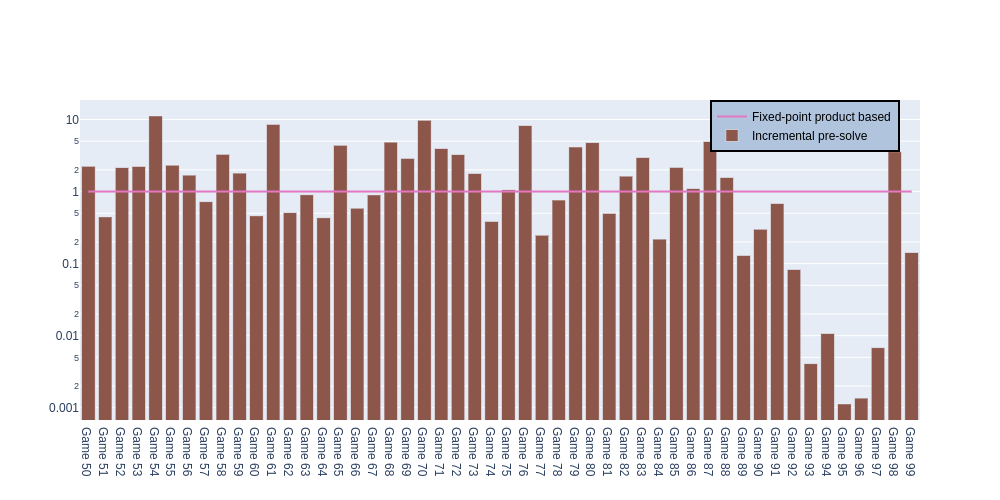 Fixed-point product based
Incremental pre-solve
10
5
2
1
5
2
0.1
5
2
0.01
5
2
0.001
Game 50
Game 51
Game 52
Game 53
Game 54
Game 55
Game 56
Game 57
Game 58
Game 59
Game 60
Game 61
Game 62
Game 63
Game 64
Game 65
Game 66
Game 67
Game 68
Game 69
Game 70
Game 71
Game 72
Game 73
Game 74
Game 75
Game 76
Game 77
Game 78
Game 79
Game 80
Game 81
Game 82
Game 83
Game 84
Game 85
Game 86
Game 87
Game 88
Game 89
Game 90
Game 91
Game 92
Game 93
Game 94
Game 95
Game 96
Game 97
Game 98
Game 99